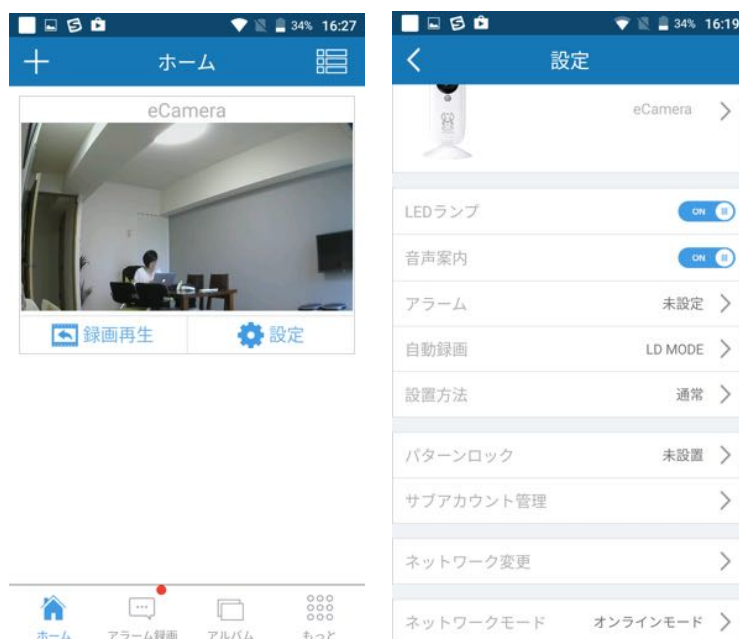 34% 16:27
ホーム
eCamera
録画再生
設定
ホーム
アラーム録画
アルバム
もっと
34% 16:19
設定
eCamera
LEDランプ ON
音声案内 ON
アラーム 未設定
自動録画 LD MODE
設置方法 通常
パターンロック 未設置
サブアカウント管理
ネットワーク変更
ネットワークモード オンラインモード